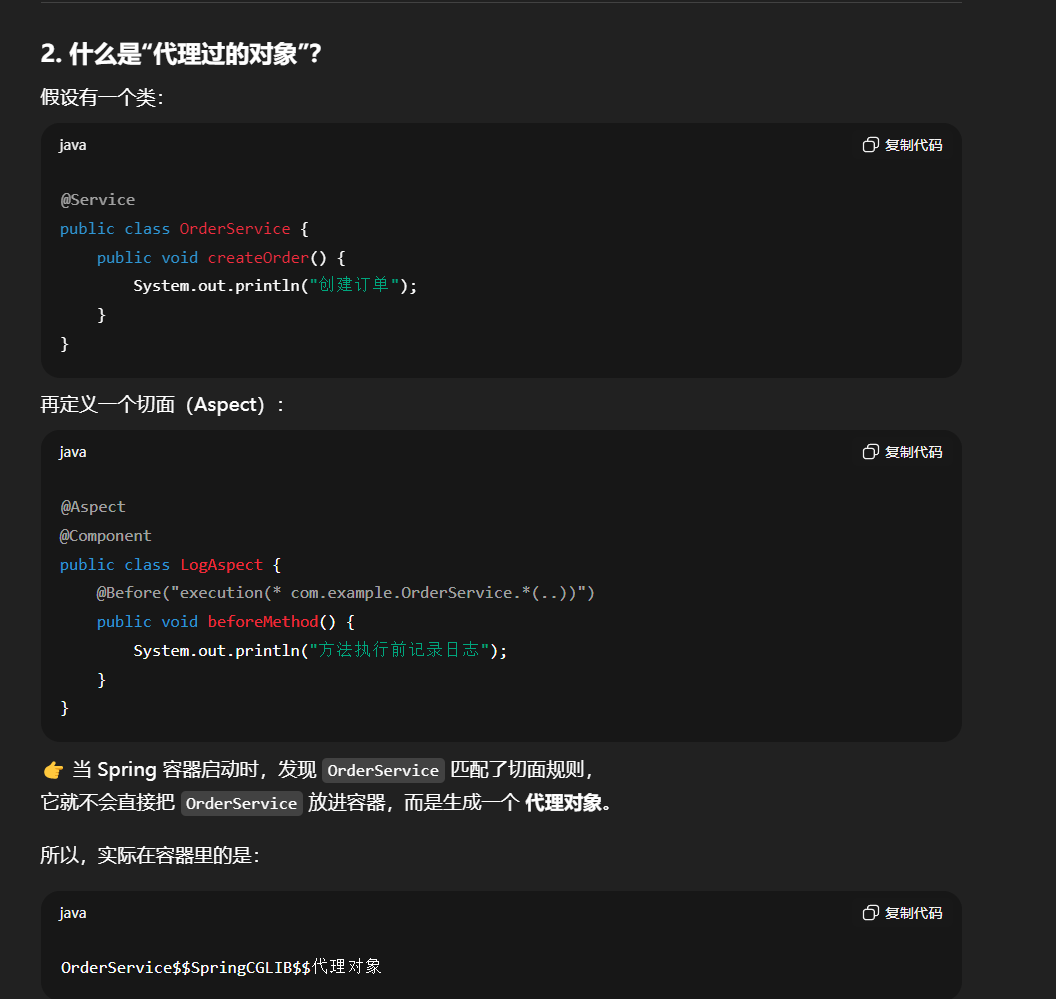 2. 什么是“代理过的对象”？
假设有一个类：
java
复制代码
@Service
public class OrderService {
    public void createOrder() {
        System.out.println("创建订单");
    }
}
再定义一个切面（Aspect）：
java
复制代码
@Aspect
@Component
public class LogAspect {
    @Before("execution(* com.example.OrderService.*(..))")
    public void beforeMethod() {
        System.out.println("方法执行前记录日志");
    }
}
👉 当 Spring 容器启动时，发现 OrderService 匹配了切面规则，
它就不会直接把 OrderService 放进容器，而是生成一个 代理对象。
所以，实际在容器里的是：
java
复制代码
OrderService$$SpringCGLIB$$代理对象